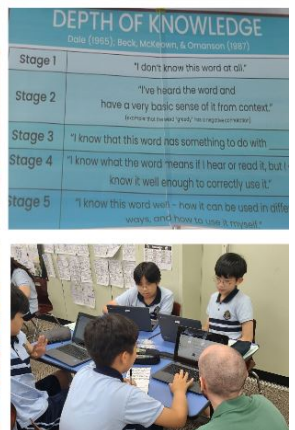 DEPTH OF KNOWLEDGE
Dale (1965); Beck, McKeown, & Omanson (1987)
Stage 1
"I don't know this word at all."
Stage 2
"I've heard the word and
have a very basic sense of it from context."
Stage 3
"I know that this word has something to do with
Stage 4
"I know what the word means if I hear or read it, but I
know it well enough to correctly use it."
Stage 5
"I know this word well - how it can be used in
ways, and how to use it myself."